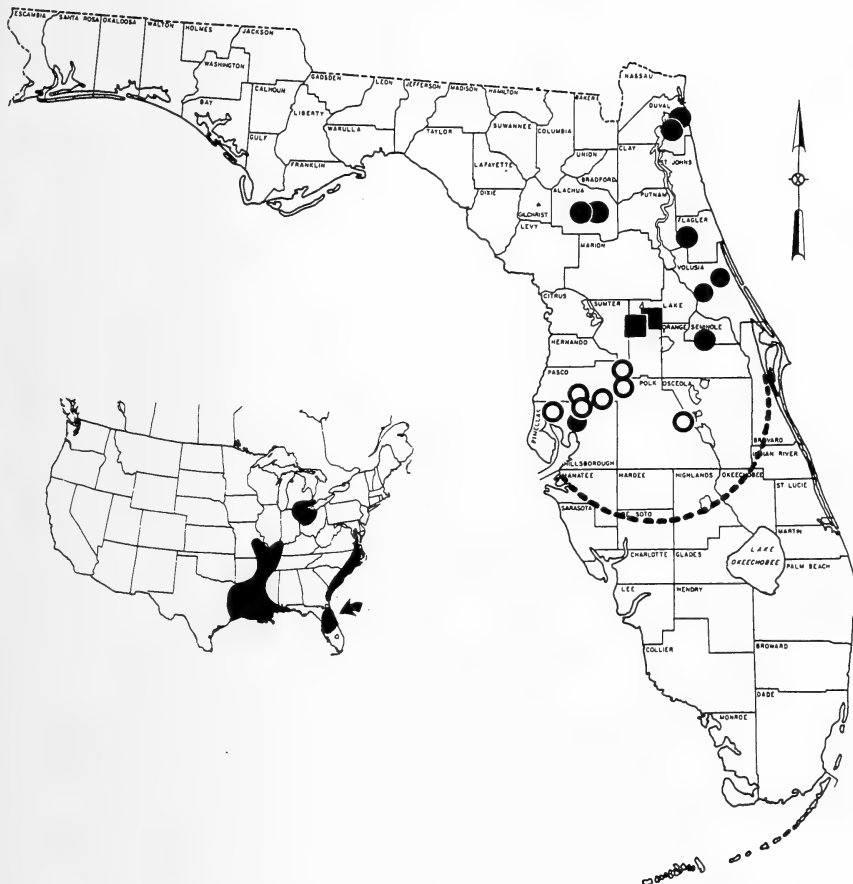 ESCAMBIA
SANTA ROSA
OKALOOSA
WALTON
HOLMES
JACKSON
WASHINGTON
BAY
CALHOUN
GULF
LIBERTY
GADSDEN
FRANKLIN
LEON
WAKULLA
JEFFERSON
MADISON
TAYLOR
HAMILTON
SUWANNEE
LAFAYETTE
DIXIE
COLUMBIA
BAKER
UNION
BRADFORD
NASSAU
DUVAL
CLAY
ST JOHNS
ALACHUA
GILCHRIST
PUTNAM
LEVY
FLAGLER
MARION
VOLUSIA
CITRUS
SUMTER
LAKE
ORANGE
SEMINOLE
HERNANDO
PASCO
POLK
OSCEOLA
PINELLAS
BREVARD
INDIAN RIVER
HILLSBOROUGH
MANATEE
HARDEE
HIGHLANDS
OKEECHOBEE
ST LUCIE
SARASOTA
DE SOTO
MARTIN
LAKE
OKEECHOBEE
CHARLOTTE
GLADES
PALM BEACH
LEE
HENDRY
COLLIER
BROWARD
DADE
MONROE